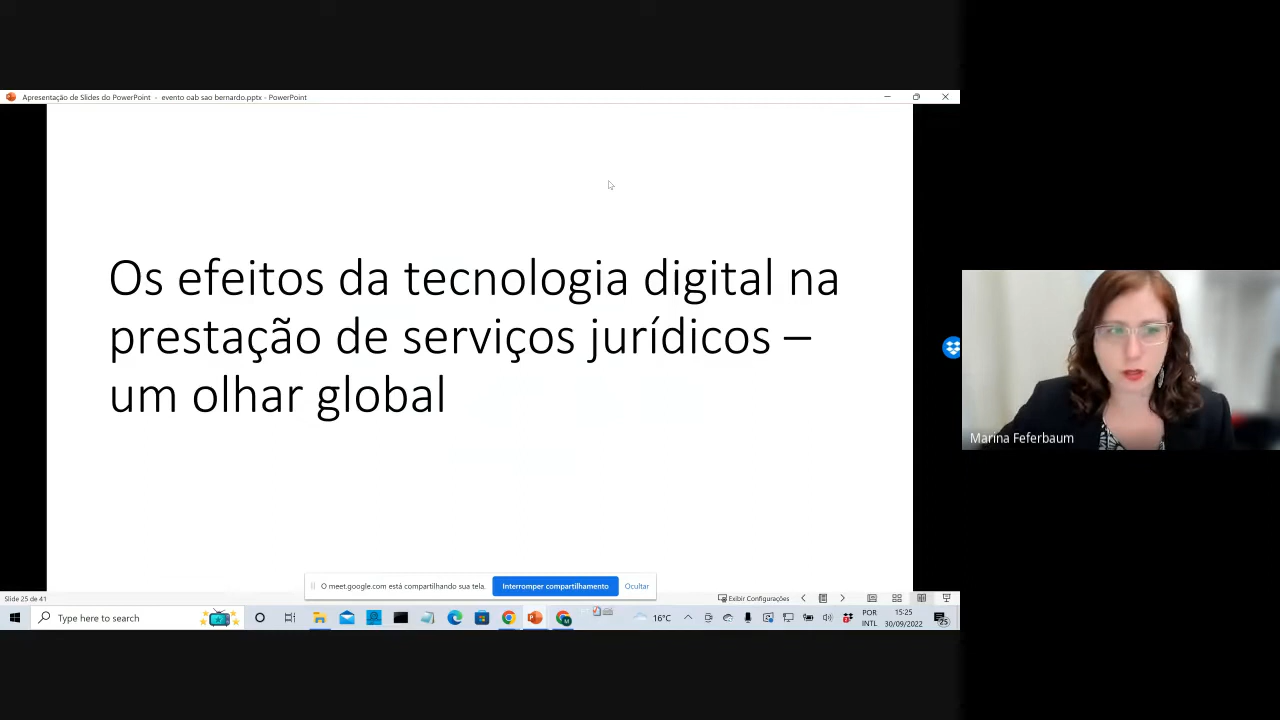 Apresentação de Slides do PowerPoint - evento oab sao bernardo.pptx - PowerPoint
Os efeitos da tecnologia digital na
prestação de serviços jurídicos –
um olhar global
Marina Feferbaum
O meet.google.com está compartilhando sua tela. Interromper compartilhamento Ocultar
Slide 25 de 41 Exibir Configurações
Type here to search 16°C POR 15:25
INTL 30/09/2022 25